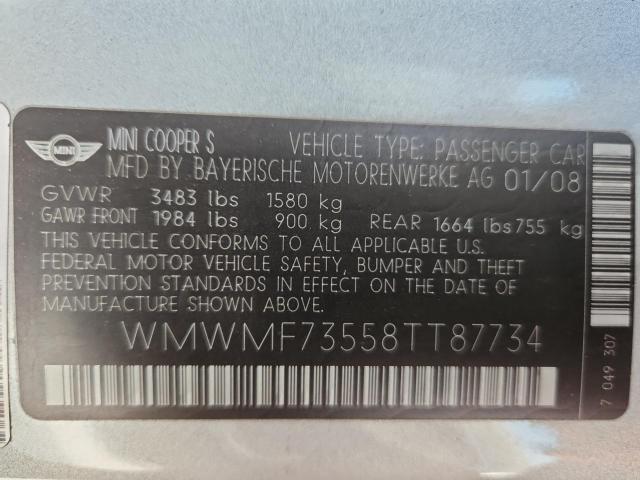 MINI
MINI COOPER S VEHICLE TYPE: PASSENGER CAR
MFD BY BAYERISCHE MOTORENWERKE AG 01/08
GVWR 3483 lbs 1580 kg
GAWR FRONT 1984 lbs 900 kg REAR 1664 lbs 755 kg
THIS VEHICLE CONFORMS TO ALL APPLICABLE U.S.
FEDERAL MOTOR VEHICLE SAFETY, BUMPER AND THEFT
PREVENTION STANDARDS IN EFFECT ON THE DATE OF
MANUFACTURE SHOWN ABOVE.
WMWMF73558TT87734
7 049 307